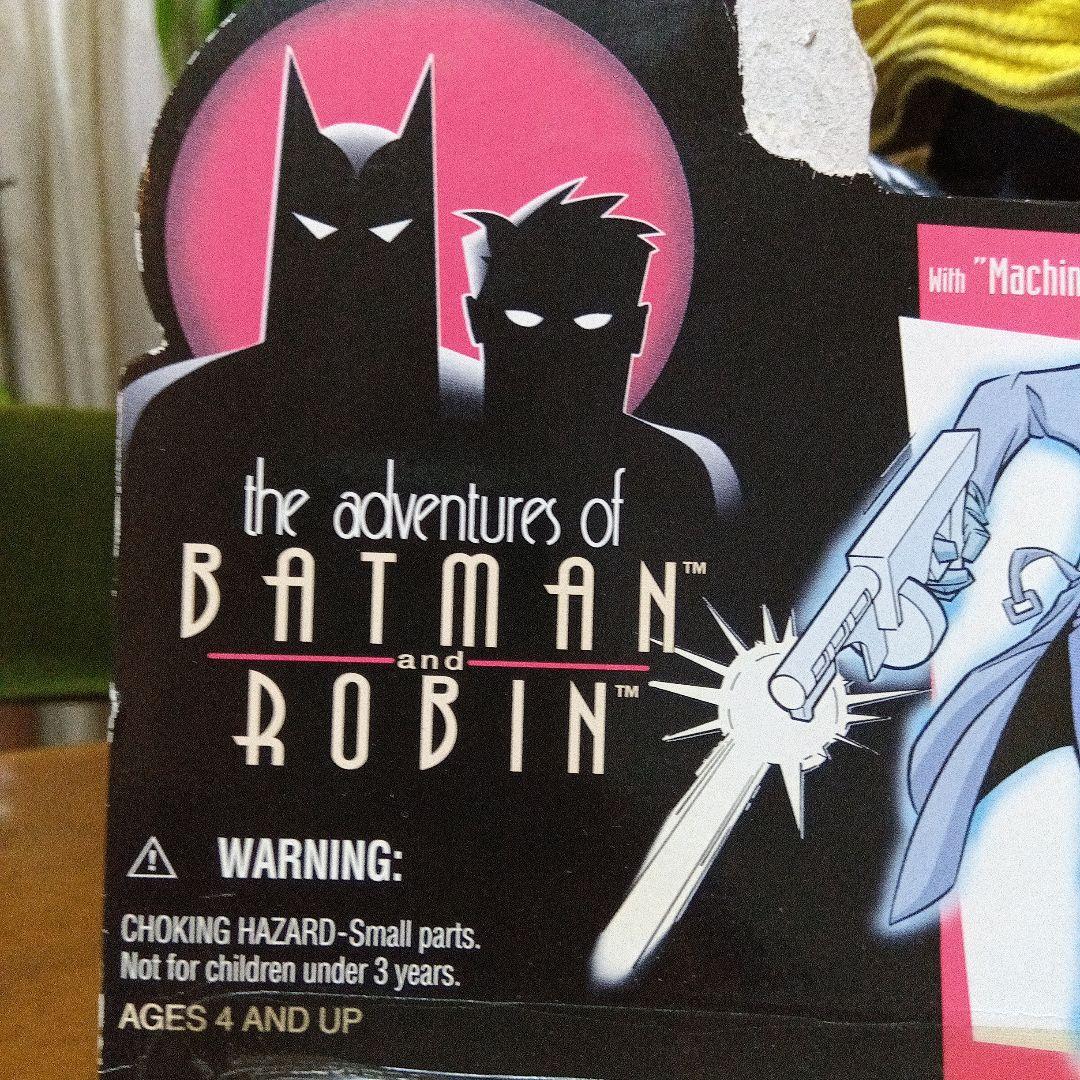 With "Machin
the adventures of
BATMAN™
and
ROBIN™
WARNING:
CHOKING HAZARD-Small parts.
Not for children under 3 years.
AGES 4 AND UP